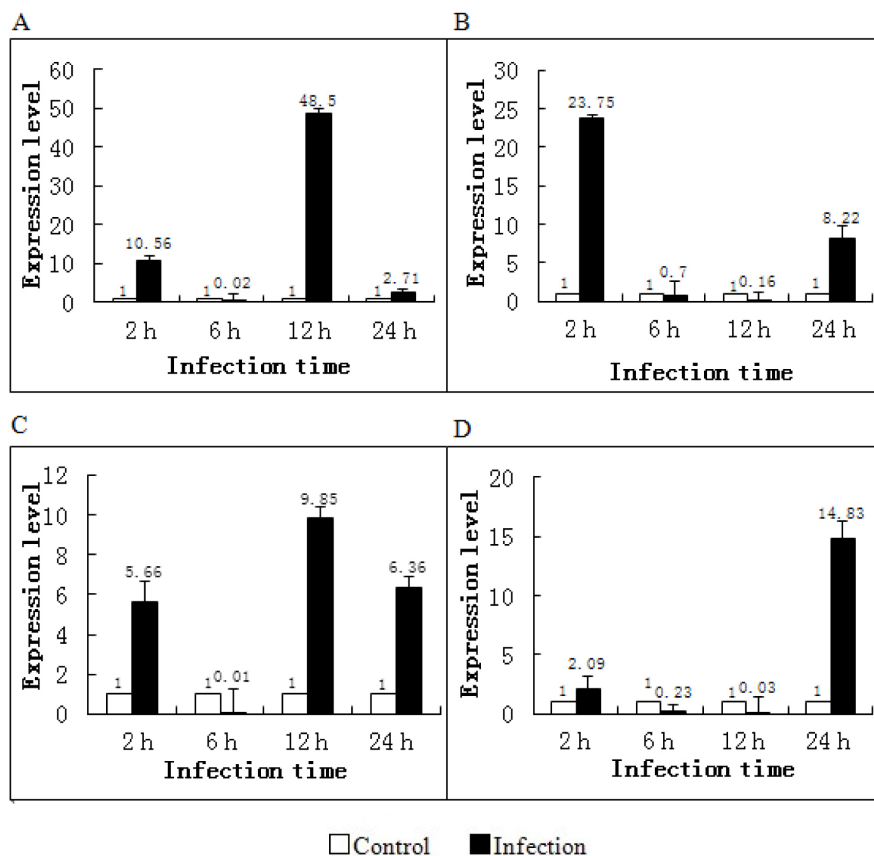 A
60
50
40
30
20
10
0
Expression level
10.56
0.02
48.5
2.71
1
1
1
1
2 h
6 h
12 h
24 h
Infection time
B
30
25
20
15
10
5
0
Expression level
23.75
0.7
0.16
8.22
1
1
1
1
2 h
6 h
12 h
24 h
Infection time
C
12
10
8
6
4
2
0
Expression level
5.66
0.01
9.85
6.36
1
1
1
1
2 h
6 h
12 h
24 h
Infection time
D
20
15
10
5
0
Expression level
2.09
0.23
0.03
14.83
1
1
1
1
2 h
6 h
12 h
24 h
Infection time
Control Infection